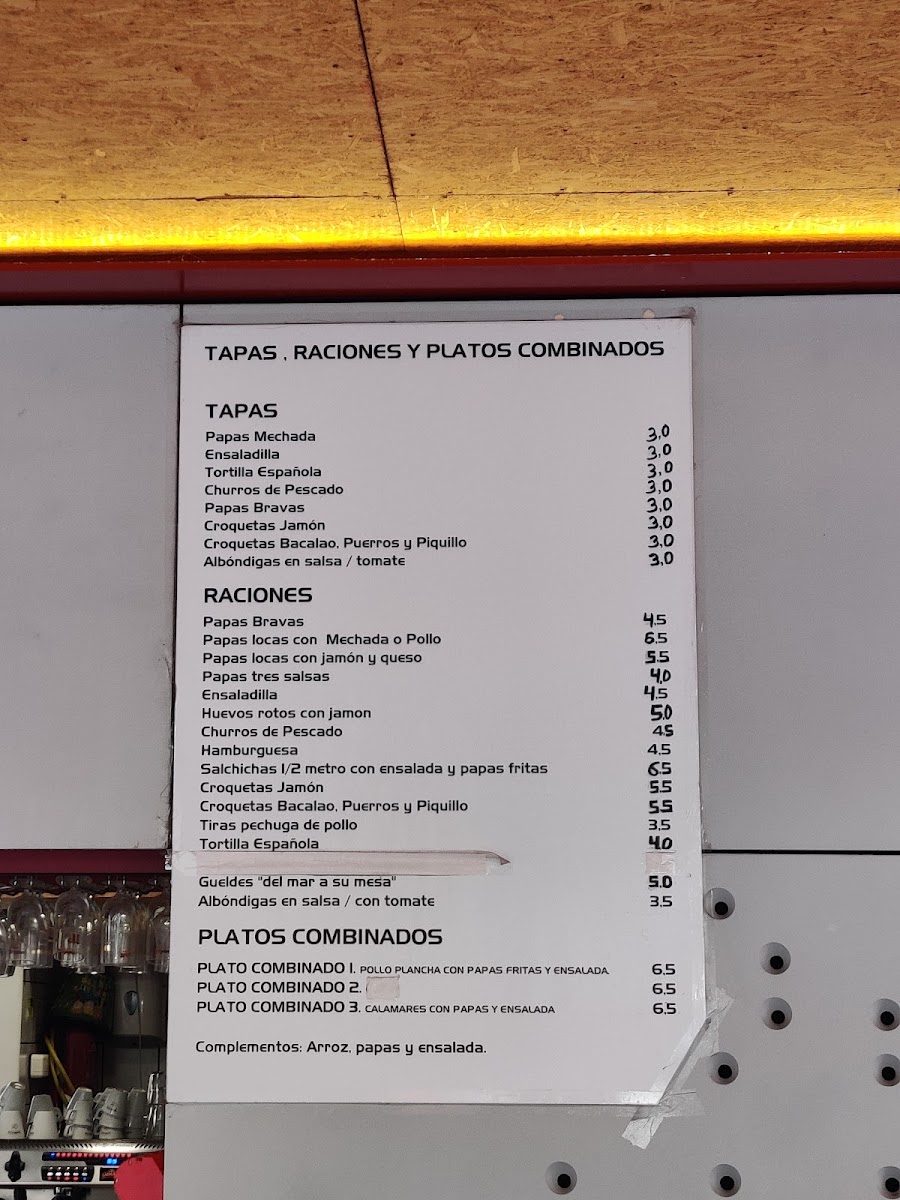 TAPAS , RACIONES Y PLATOS COMBINADOS
TAPAS
Papas Mechada 3,0
Ensaladilla 3,0
Tortilla Española 3,0
Churros de Pescado 3,0
Papas Bravas 3,0
Croquetas Jamón 3,0
Croquetas Bacalao, Puerros y Piquillo 3,0
Albóndigas en salsa / tomate 3,0
RACIONES
Papas Bravas 4.5
Papas locas con Mechada o Pollo 6.5
Papas locas con jamón y queso 5.5
Papas tres salsas 4.0
Ensaladilla 4.5
Huevos rotos con jamon 5.0
Churros de Pescado 4.5
Hamburguesa 4.5
Salchichas 1/2 metro con ensalada y papas fritas 6.5
Croquetas Jamón 5.5
Croquetas Bacalao, Puerros y Piquillo 5.5
Tiras pechuga de pollo 3.5
Tortilla Española 4.0
Gueldes "del mar a su mesa" 5.0
Albóndigas en salsa / con tomate 3.5
PLATOS COMBINADOS
PLATO COMBINADO 1. POLLO PLANCHA CON PAPAS FRITAS Y ENSALADA. 6.5
PLATO COMBINADO 2. 6.5
PLATO COMBINADO 3. CALAMARES CON PAPAS Y ENSALADA 6.5
Complementos: Arroz, papas y ensalada.